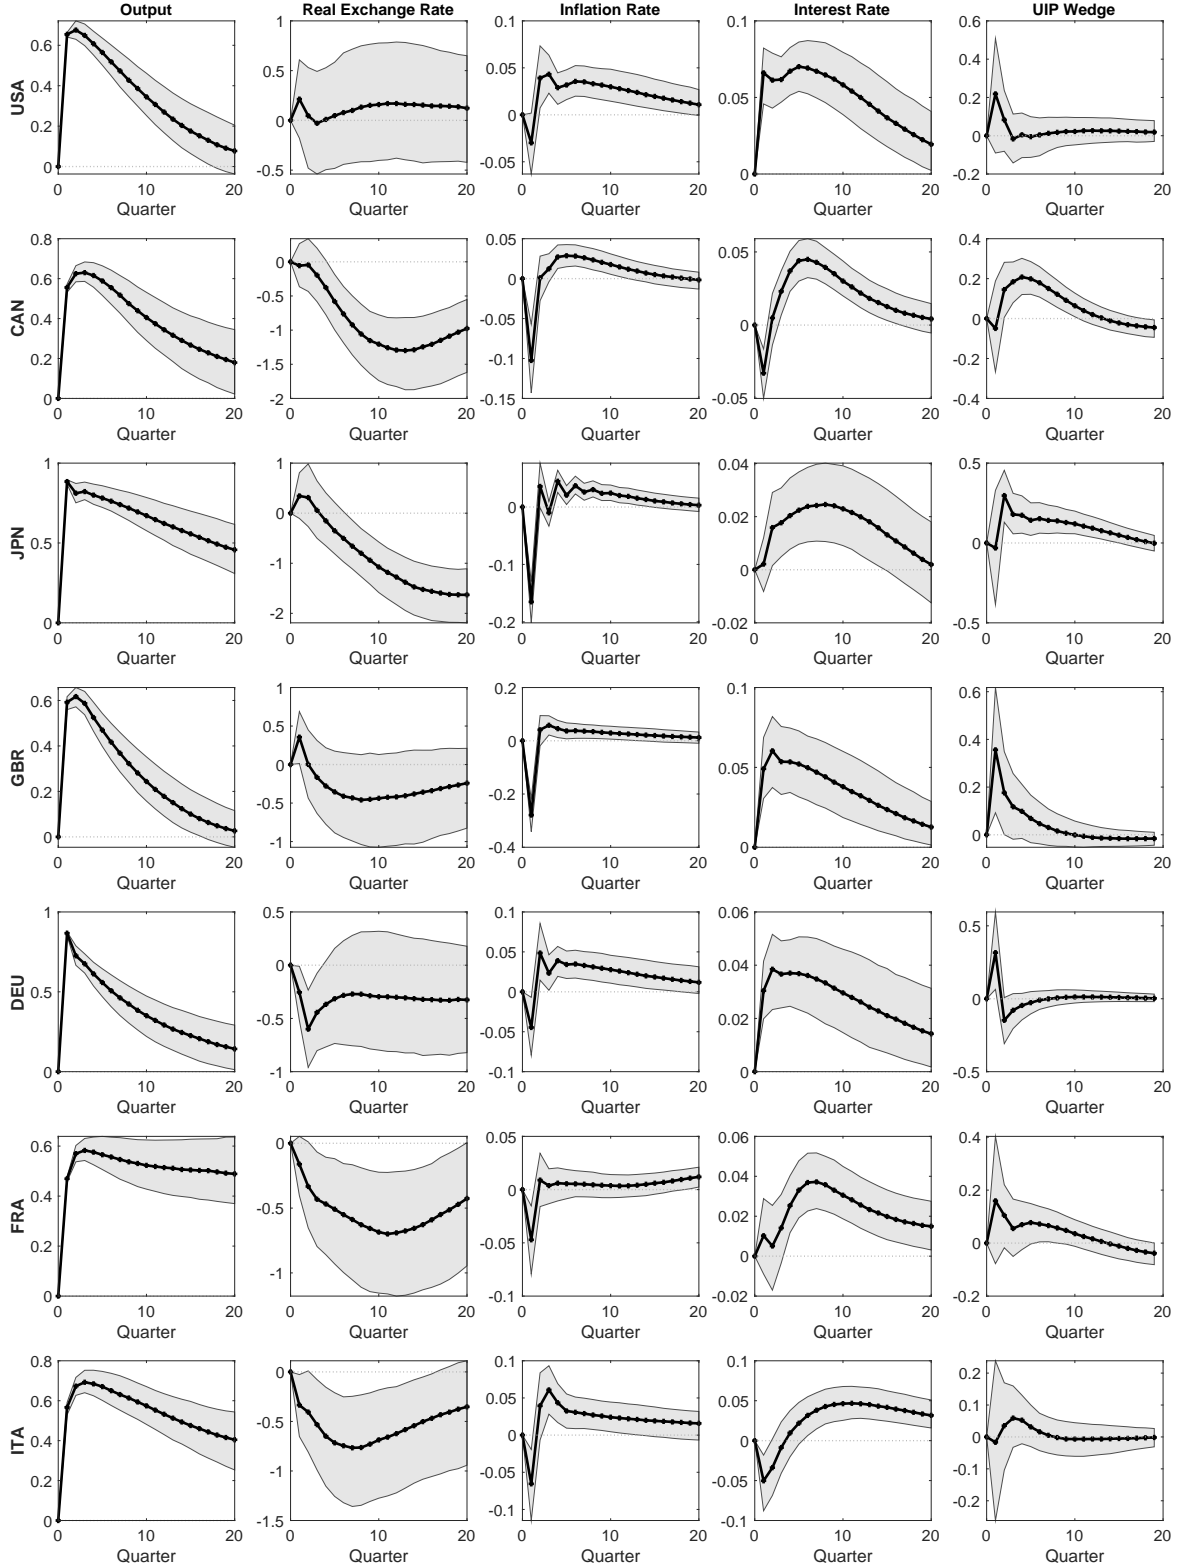 Output Real Exchange Rate Inflation Rate Interest Rate UIP Wedge
USA
0.6 0.4 0.2 0
0 10 20
Quarter
1 0.5 0 -0.5
0 10 20
Quarter
0.1 0.05 0 -0.05
0 10 20
Quarter
0.1 0.05 0
0 10 20
Quarter
0.6 0.4 0.2 0 -0.2
0 10 20
Quarter
CAN
0.8 0.6 0.4 0.2 0
0 10 20
Quarter
0 -0.5 -1 -1.5 -2
0 10 20
Quarter
0.05 0 -0.05 -0.1 -0.15
0 10 20
Quarter
0.05 0 -0.05
0 10 20
Quarter
0.4 0.2 0 -0.2 -0.4
0 10 20
Quarter
JPN
1 0.5 0
0 10 20
Quarter
1 0 -1 -2
0 10 20
Quarter
0 -0.1 -0.2
0 10 20
Quarter
0.04 0.02 0 -0.02
0 10 20
Quarter
0.5 0 -0.5
0 10 20
Quarter
GBR
0.6 0.4 0.2 0
0 10 20
Quarter
1 0.5 0 -0.5 -1
0 10 20
Quarter
0.2 0 -0.2 -0.4
0 10 20
Quarter
0.1 0.05 0
0 10 20
Quarter
0.6 0.4 0.2 0
0 10 20
Quarter
DEU
1 0.5 0
0 10 20
Quarter
0.5 0 -0.5 -1
0 10 20
Quarter
0.1 0.05 0 -0.05 -0.1
0 10 20
Quarter
0.06 0.04 0.02 0
0 10 20
Quarter
0.5 0 -0.5
0 10 20
Quarter
FRA
0.6 0.4 0.2 0
0 10 20
Quarter
0 -0.5 -1
0 10 20
Quarter
0.05 0 -0.05 -0.1
0 10 20
Quarter
0.06 0.04 0.02 0 -0.02
0 10 20
Quarter
0.4 0.2 0 -0.2
0 10 20
Quarter
ITA
0.8 0.6 0.4 0.2 0
0 10 20
Quarter
0 -0.5 -1 -1.5
0 10 20
Quarter
0.1 0.05 0 -0.05 -0.1
0 10 20
Quarter
0.1 0.05 0 -0.05 -0.1
0 10 20
Quarter
0.2 0.1 0 -0.1 -0.2
0 10 20
Quarter